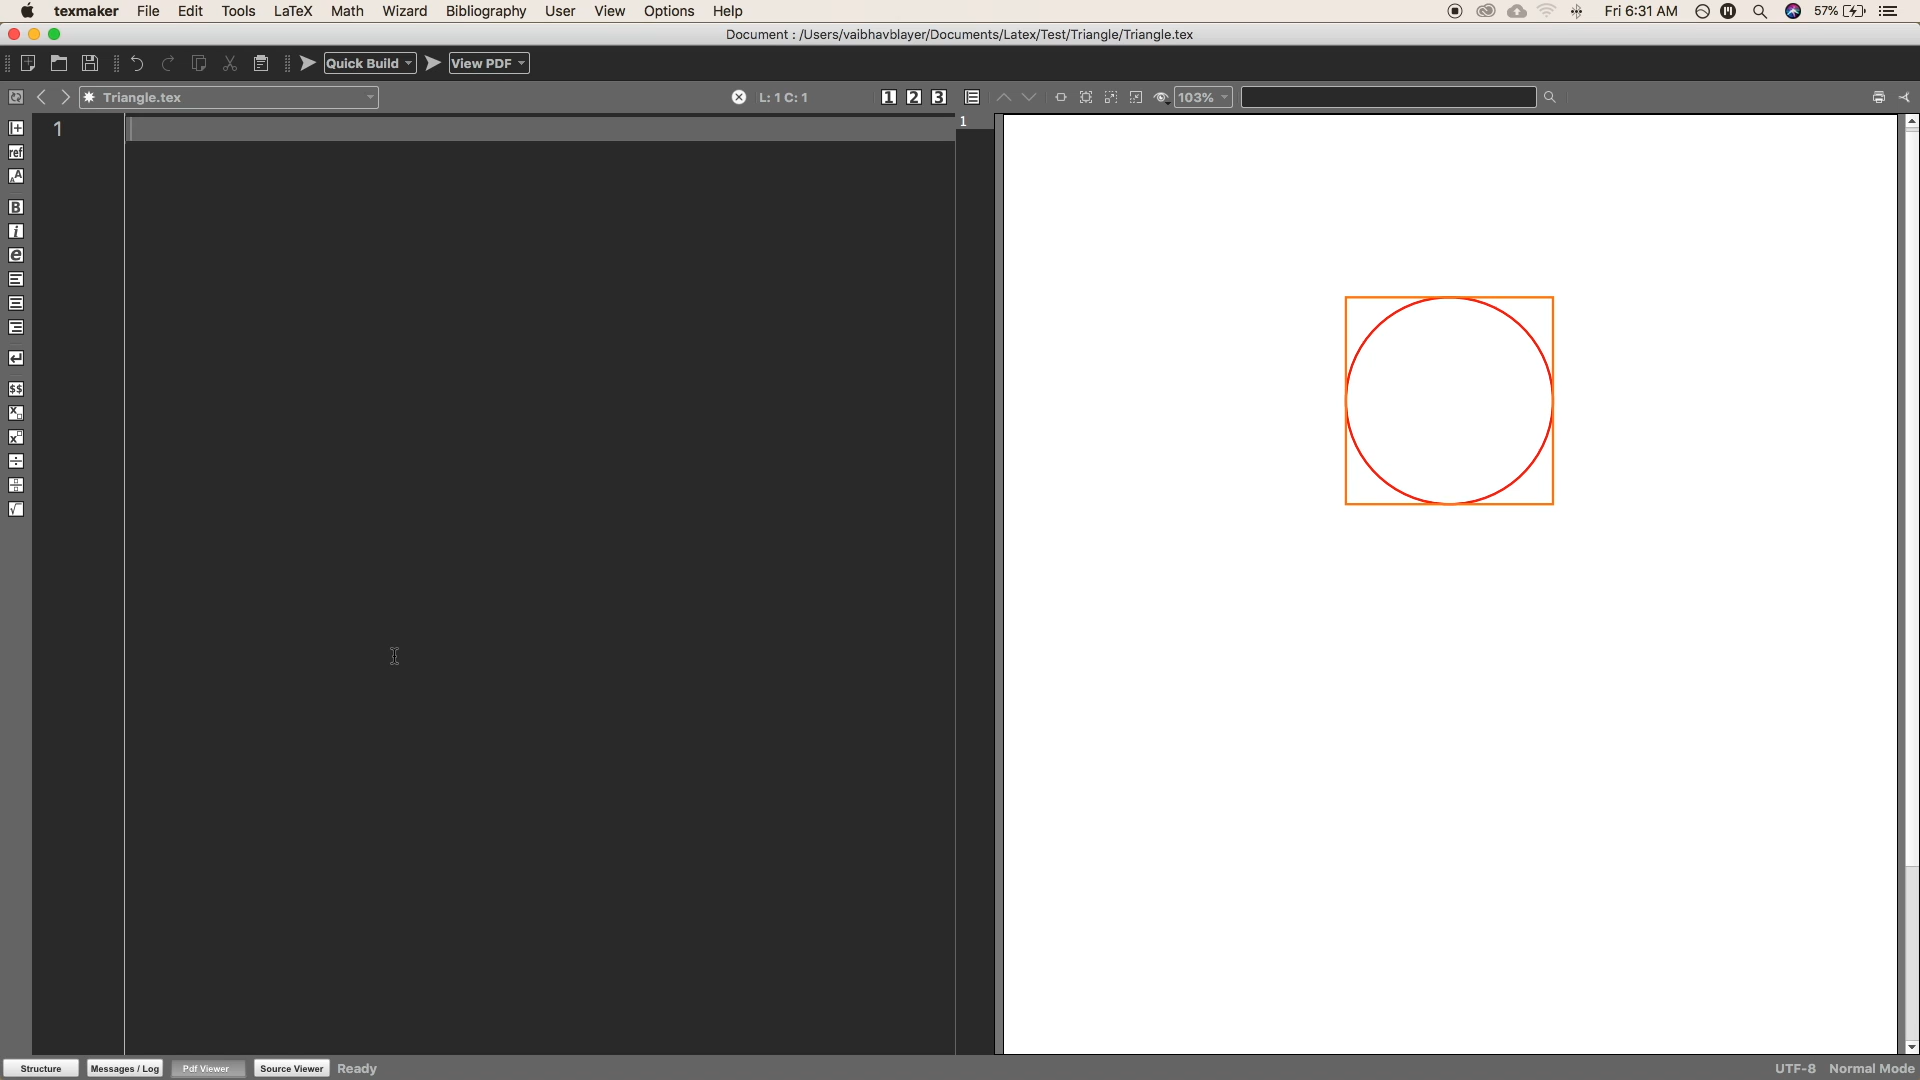 texmaker File Edit Tools LaTeX Math Wizard Bibliography User View Options Help Fri 6:31 AM 57%
Document : /Users/vaibhavblayer/Documents/Latex/Test/Triangle/Triangle.tex
Quick Build View PDF
Triangle.tex L: 1 C: 1 1 2 3 103%
1 1
ref
A A
B
i
e
$$
X
x
Structure Messages / Log Pdf Viewer Source Viewer Ready UTF-8 Normal Mode